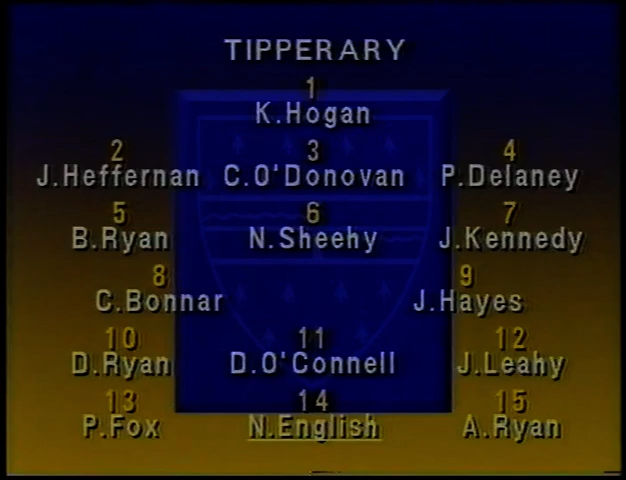 TIPPERARY
1
K.Hogan
2 3 4
J.Heffernan C.O'Donovan P.Delaney
5 6 7
B.Ryan N.Sheehy J.Kennedy
8 9
C.Bonnar J.Hayes
10 11 12
D.Ryan D.O'Connell J.Leahy
13 14 15
P.Fox N.English A.Ryan